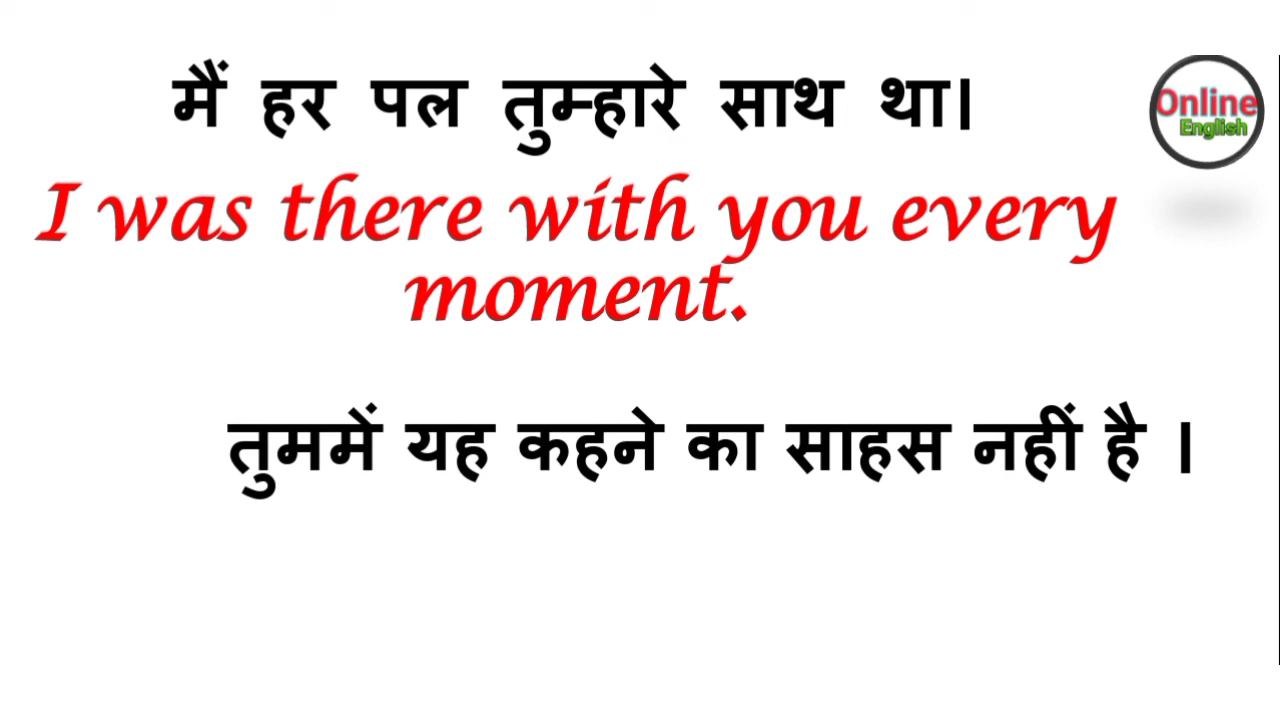 मैं हर पल तुम्हारे साथ था।
Online
English
I was there with you every
moment.
तुममें यह कहने का साहस नहीं है ।